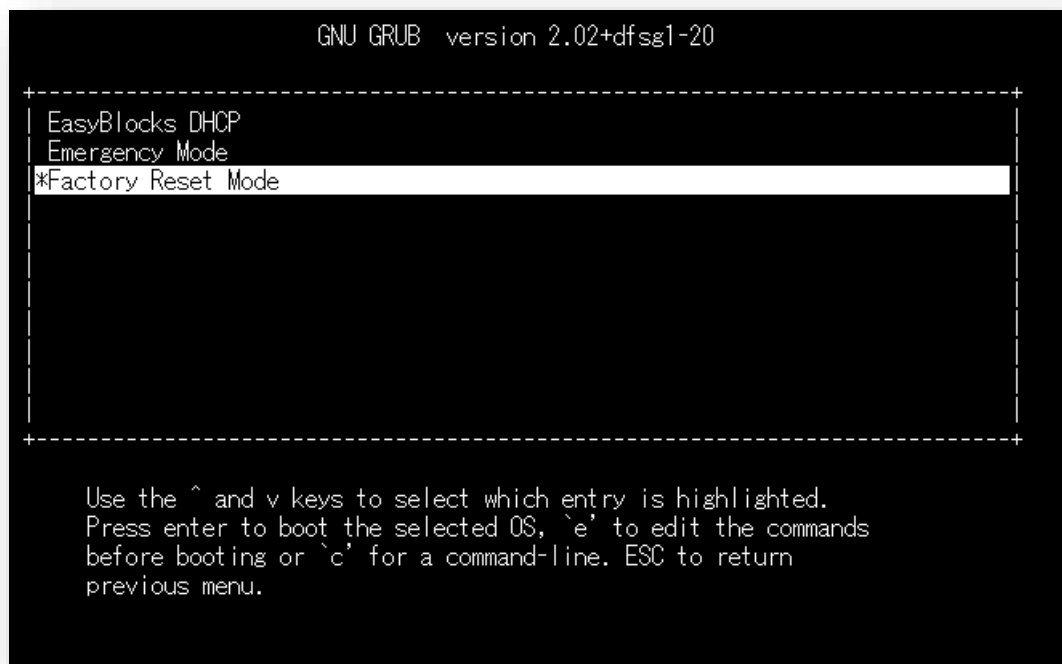 GNU GRUB version 2.02+dfsg1-20
EasyBlocks DHCP
Emergency Mode
*Factory Reset Mode
Use the ^ and v keys to select which entry is highlighted.
Press enter to boot the selected OS, `e' to edit the commands
before booting or `c' for a command-line. ESC to return
previous menu.